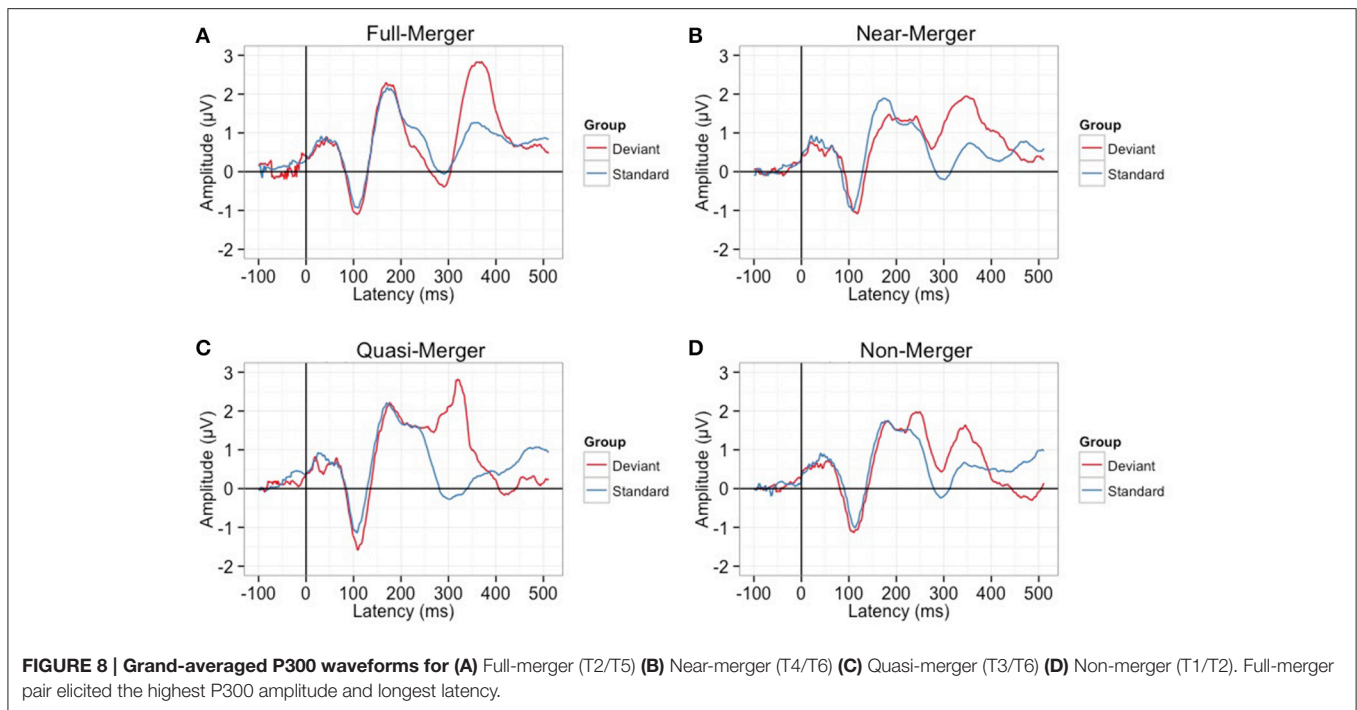 A
Full-Merger
3
2
1
0
-1
-2
Amplitude (µV)
-100 0 100 200 300 400 500
Latency (ms)
Group
Deviant
Standard
B
Near-Merger
3
2
1
0
-1
-2
Amplitude (µV)
-100 0 100 200 300 400 500
Latency (ms)
Group
Deviant
Standard
C
Quasi-Merger
3
2
1
0
-1
-2
Amplitude (µV)
-100 0 100 200 300 400 500
Latency (ms)
Group
Deviant
Standard
D
Non-Merger
3
2
1
0
-1
-2
Amplitude (µV)
-100 0 100 200 300 400 500
Latency (ms)
Group
Deviant
Standard
FIGURE 8 | Grand-averaged P300 waveforms for (A) Full-merger (T2/T5) (B) Near-merger (T4/T6) (C) Quasi-merger (T3/T6) (D) Non-merger (T1/T2). Full-merger
pair elicited the highest P300 amplitude and longest latency.